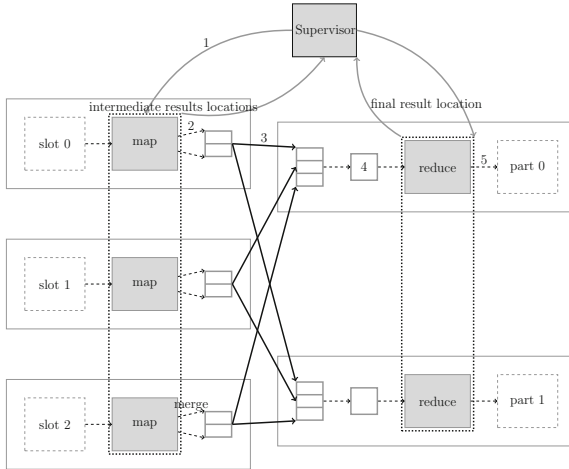 Supervisor
1
intermediate results locations
final result location
slot 0
map
2
3
4
reduce
5
part 0
slot 1
map
merge
slot 2
map
reduce
part 1